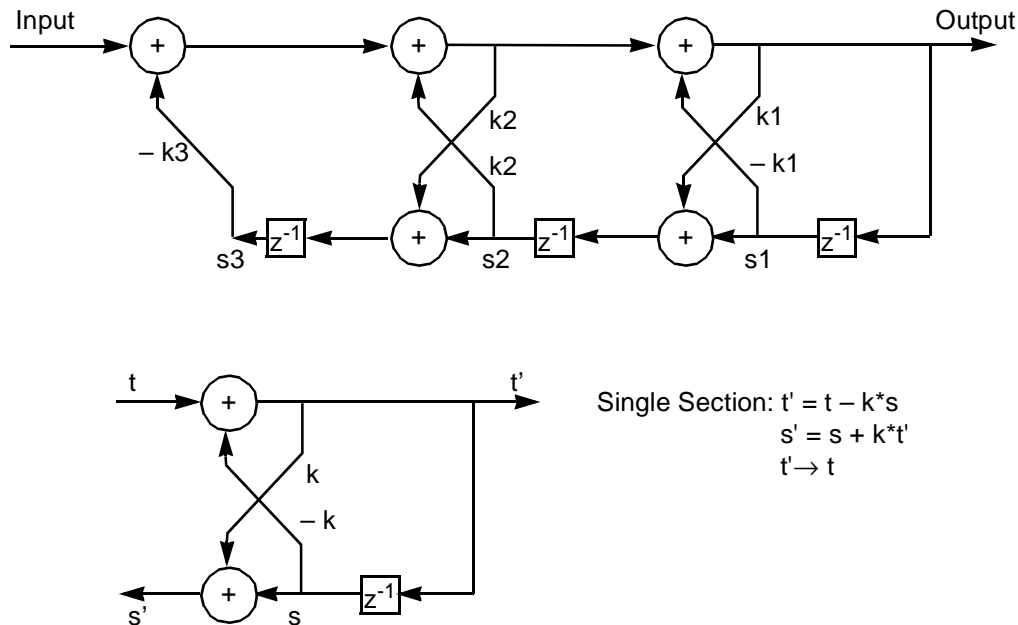 Input
Output
+
+
+
k2
k1
– k3
k2
– k1
+
+
z⁻¹
z⁻¹
z⁻¹
s3
s2
s1
t
t'
+
Single Section: t' = t – k*s
s' = s + k*t'
t'→ t
k
– k
+
z⁻¹
s'
s